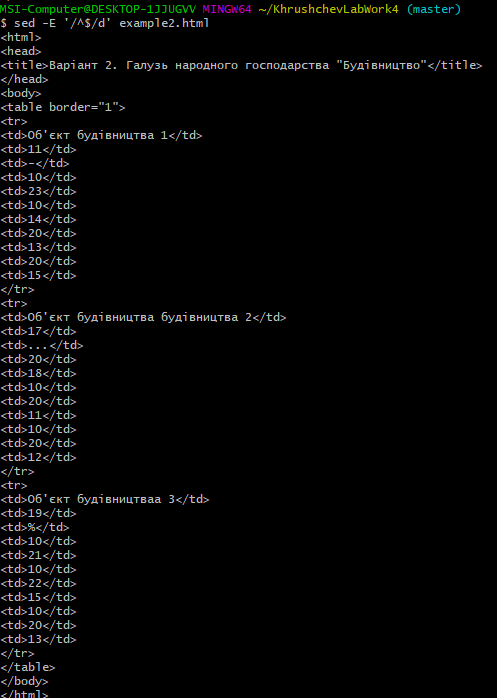 MSI-Computer@DESKTOP-1JJUGVV MINGW64 ~/KhrushchevLabWork4 (master)
$ sed -E '/^$/d' example2.html
<html>
<head>
<title>Варіант 2. Галузь народного господарства "Будівництво"</title>
</head>
<body>
<table border="1">
<tr>
<td>Об'єкт будівництва 1</td>
<td>11</td>
<td>-</td>
<td>10</td>
<td>23</td>
<td>10</td>
<td>14</td>
<td>20</td>
<td>13</td>
<td>20</td>
<td>15</td>
</tr>
<tr>
<td>Об'єкт будівництва будівництва 2</td>
<td>17</td>
<td>...</td>
<td>20</td>
<td>18</td>
<td>10</td>
<td>20</td>
<td>11</td>
<td>10</td>
<td>20</td>
<td>12</td>
</tr>
<tr>
<td>Об'єкт будівництваа 3</td>
<td>19</td>
<td>%</td>
<td>10</td>
<td>21</td>
<td>10</td>
<td>22</td>
<td>15</td>
<td>10</td>
<td>20</td>
<td>13</td>
</tr>
</table>
</body>
</html>